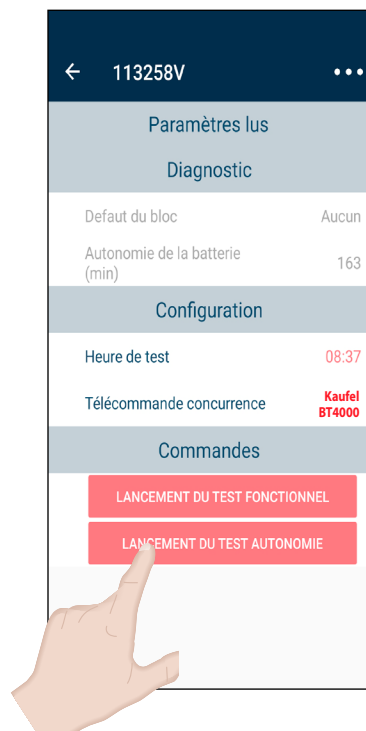 113258V
Paramètres lus
Diagnostic
Defaut du bloc Aucun
Autonomie de la batterie
(min) 163
Configuration
Heure de test 08:37
Télécommande concurrence Kaufel
BT4000
Commandes
LANCEMENT DU TEST FONCTIONNEL
LANCEMENT DU TEST AUTONOMIE